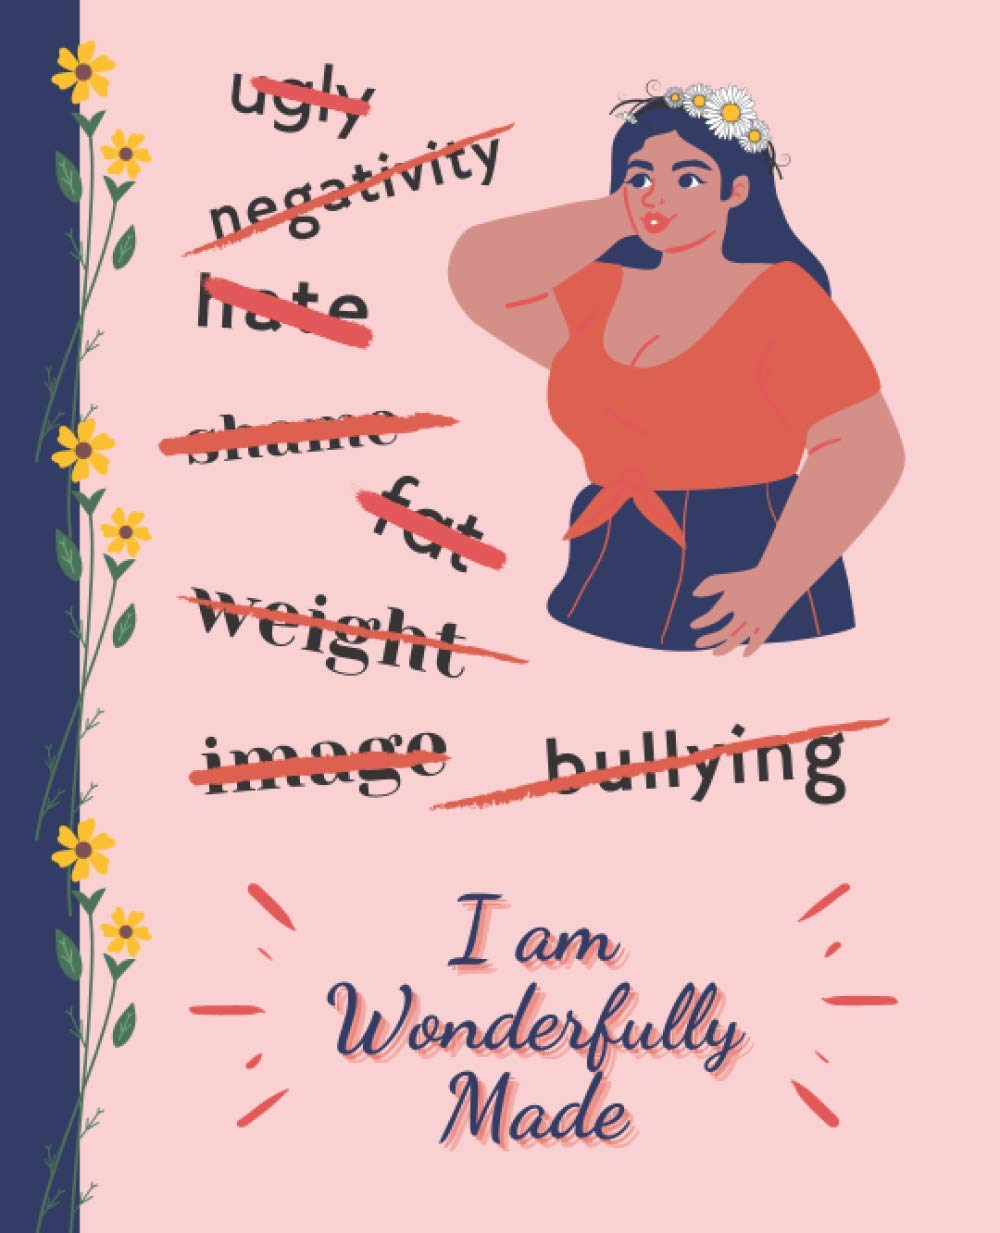 ugly
negativity
hate
shame
fat
weight
image
bullying
I am
Wonderfully
Made